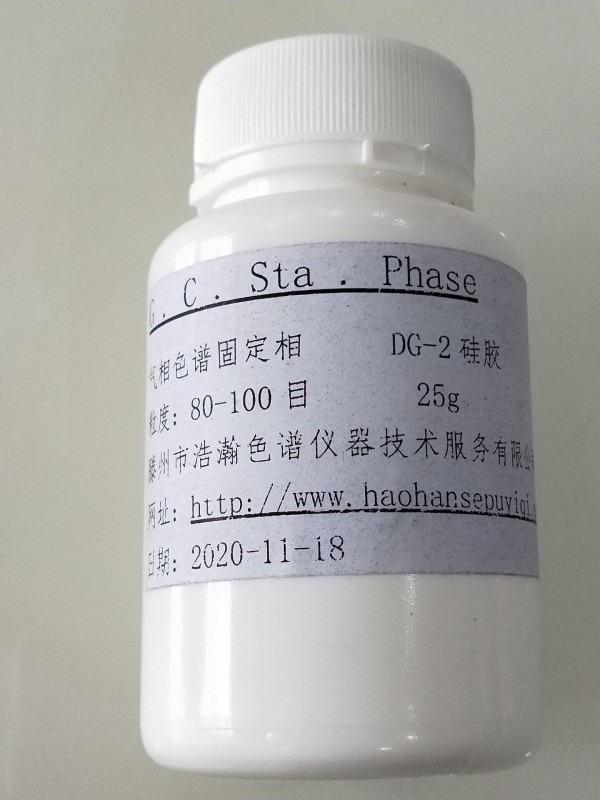 G. C. Sta. Phase
气相色谱固定相 DG-2 硅胶
粒度: 80-100 目 25g
滕州市浩瀚色谱仪器技术服务有限公
网址: http://www.haohansepuyiqi.
日期: 2020-11-18